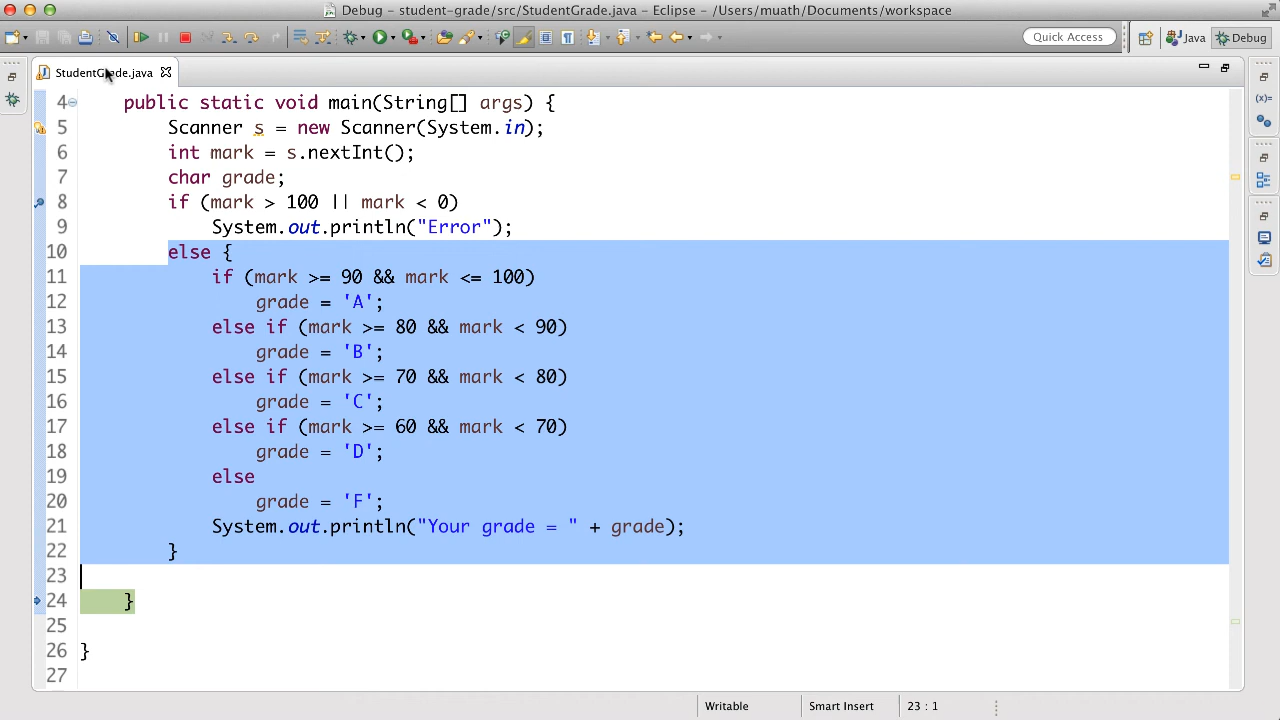 Debug - student-grade/src/StudentGrade.java - Eclipse - /Users/muath/Documents/workspace
Quick Access
Java
Debug
StudentGrade.java
4 public static void main(String[] args) {
5 Scanner s = new Scanner(System.in);
6 int mark = s.nextInt();
7 char grade;
8 if (mark > 100 || mark < 0)
9 System.out.println("Error");
10 else {
11 if (mark >= 90 && mark <= 100)
12 grade = 'A';
13 else if (mark >= 80 && mark < 90)
14 grade = 'B';
15 else if (mark >= 70 && mark < 80)
16 grade = 'C';
17 else if (mark >= 60 && mark < 70)
18 grade = 'D';
19 else
20 grade = 'F';
21 System.out.println("Your grade = " + grade);
22 }
23
24 }
25
26 }
27
Writable
Smart Insert
23 : 1